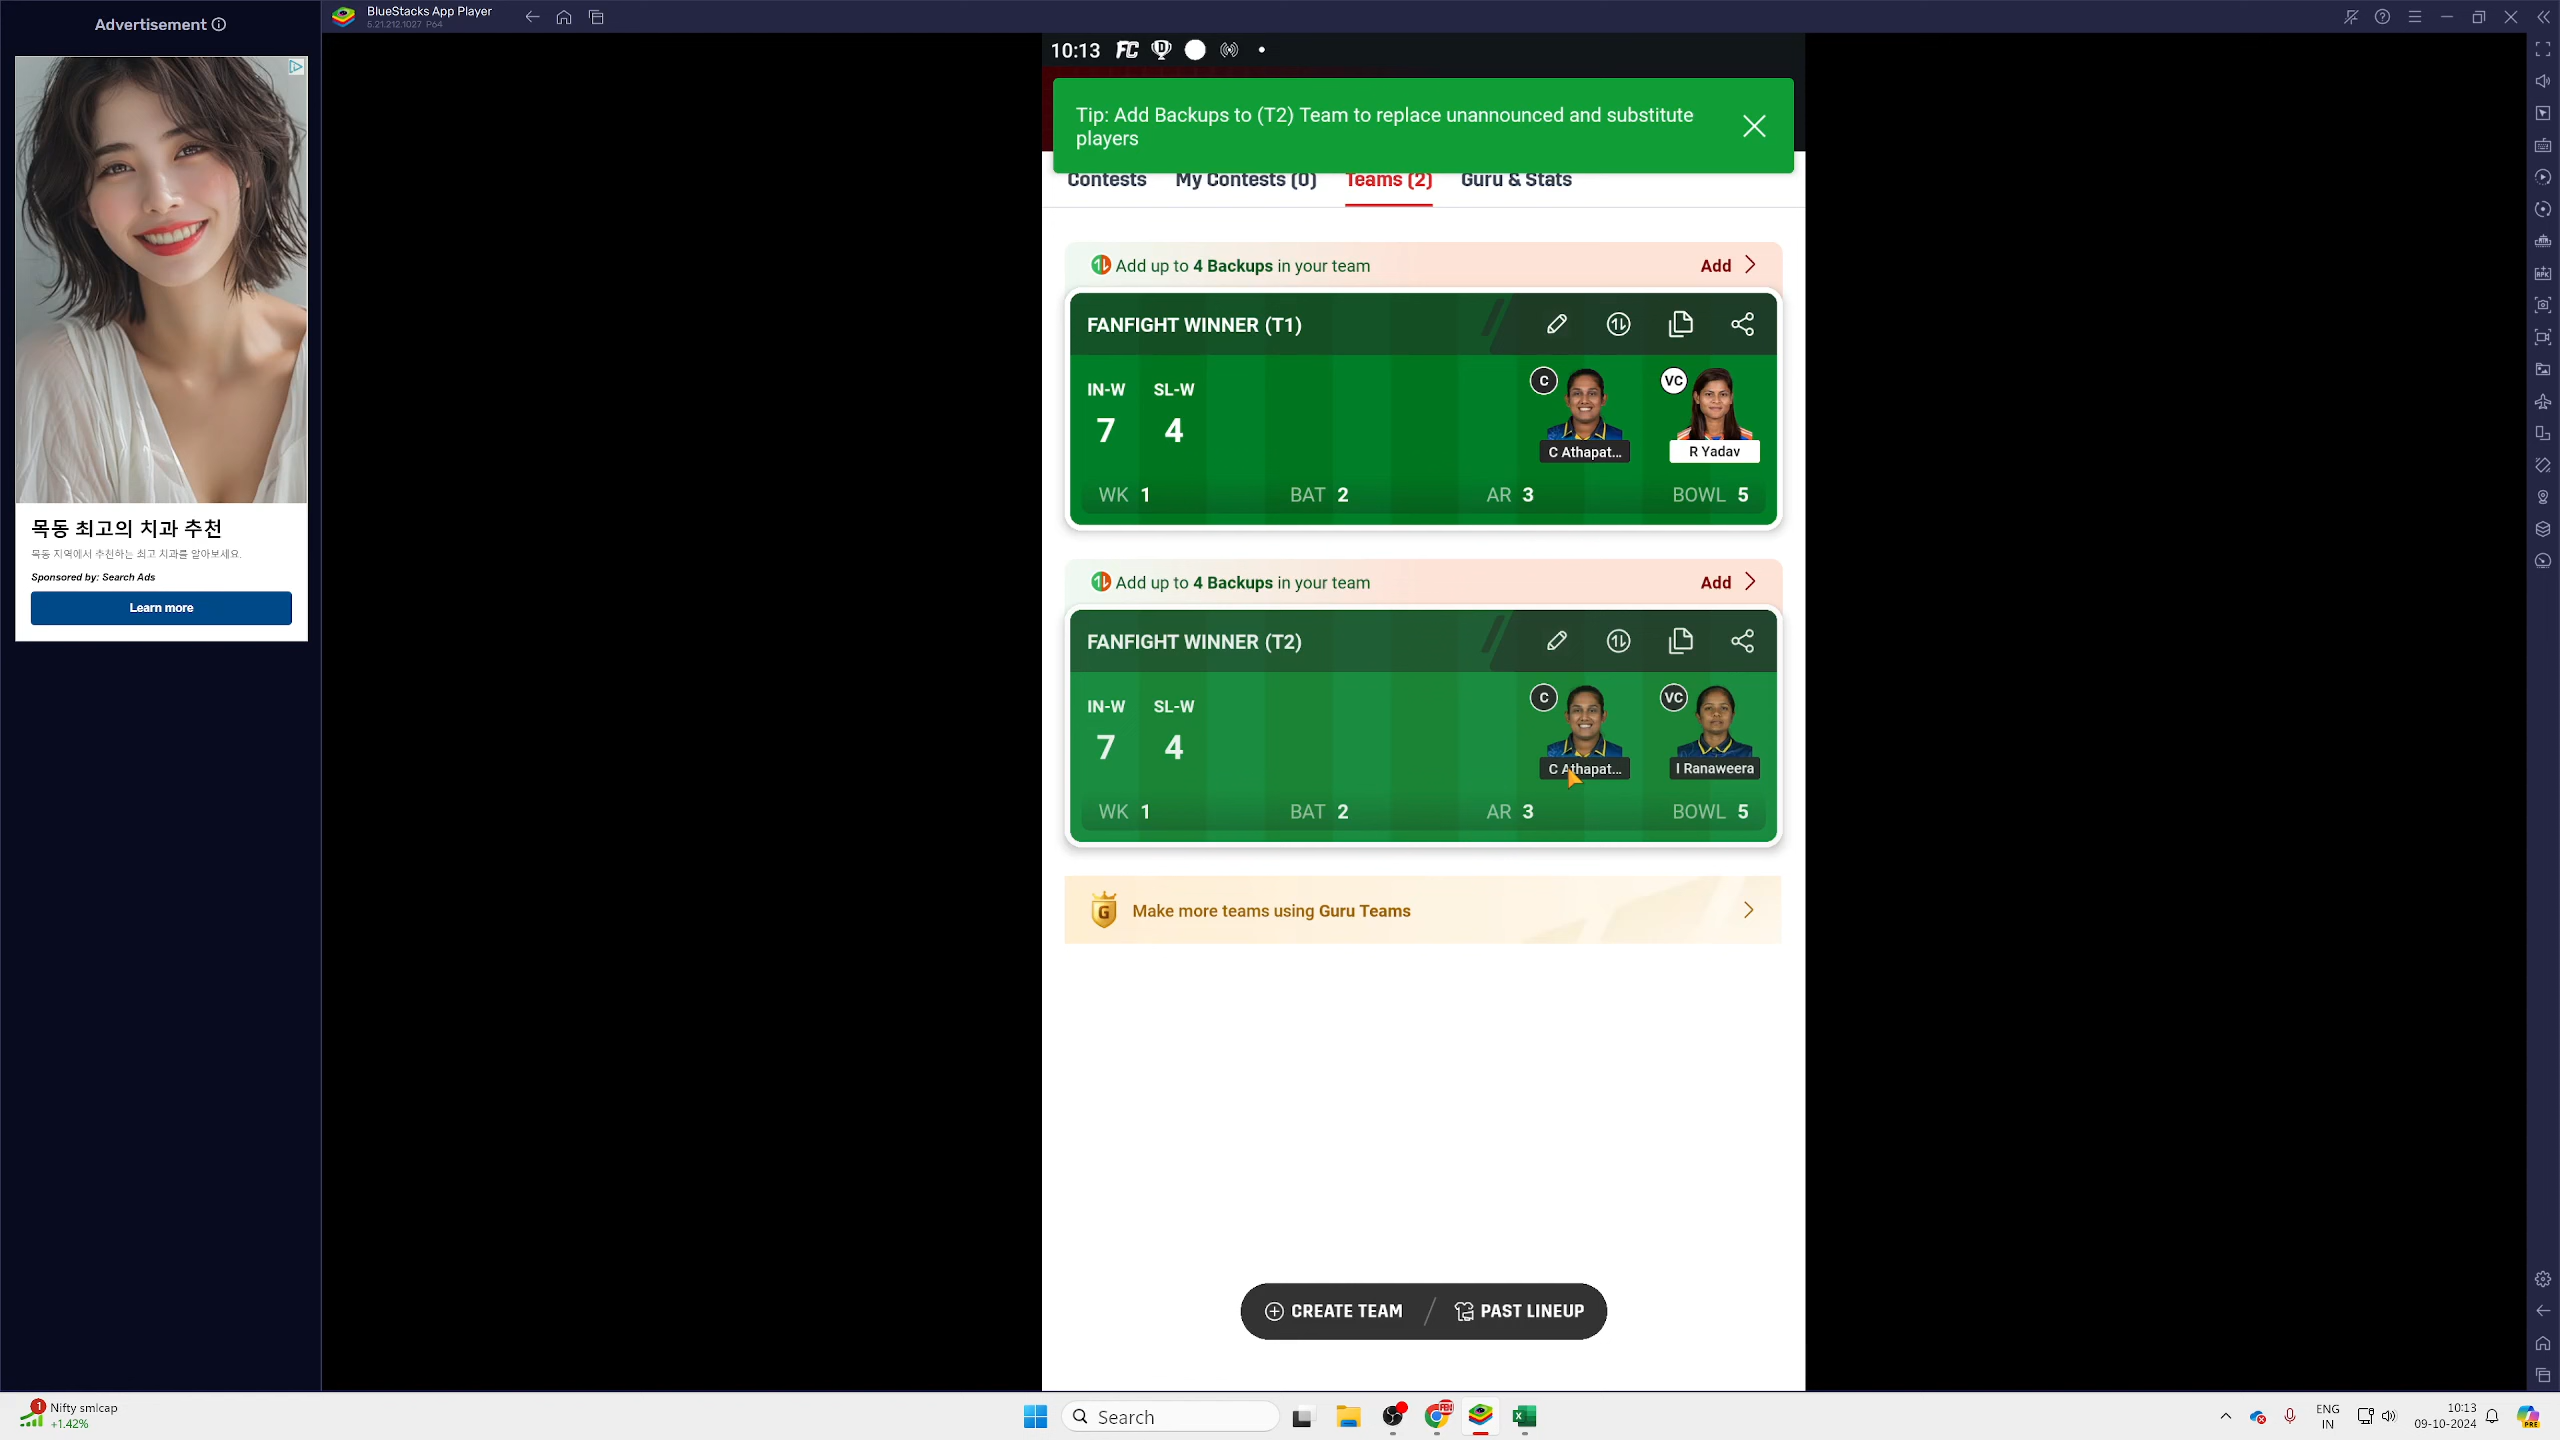 Advertisement
목동 최고의 치과 추천
목동 지역에서 추천하는 최고 치과를 알아보세요.
Sponsored by: Search Ads
Learn more
BlueStacks App Player
5.21.212.1027 P64
10:13
Tip: Add Backups to (T2) Team to replace unannounced and substitute
players
Contests My Contests (0) Teams (2) Guru & Stats
Add up to 4 Backups in your team Add
FANFIGHT WINNER (T1)
IN-W SL-W
7 4
C VC
C Athapat... R Yadav
WK 1 BAT 2 AR 3 BOWL 5
Add up to 4 Backups in your team Add
FANFIGHT WINNER (T2)
IN-W SL-W
7 4
C VC
C Athapat... I Ranaweera
WK 1 BAT 2 AR 3 BOWL 5
G Make more teams using Guru Teams
CREATE TEAM / PAST LINEUP
1 Nifty smlcap
+1.42%
Search
ENG
IN
10:13
09-10-2024